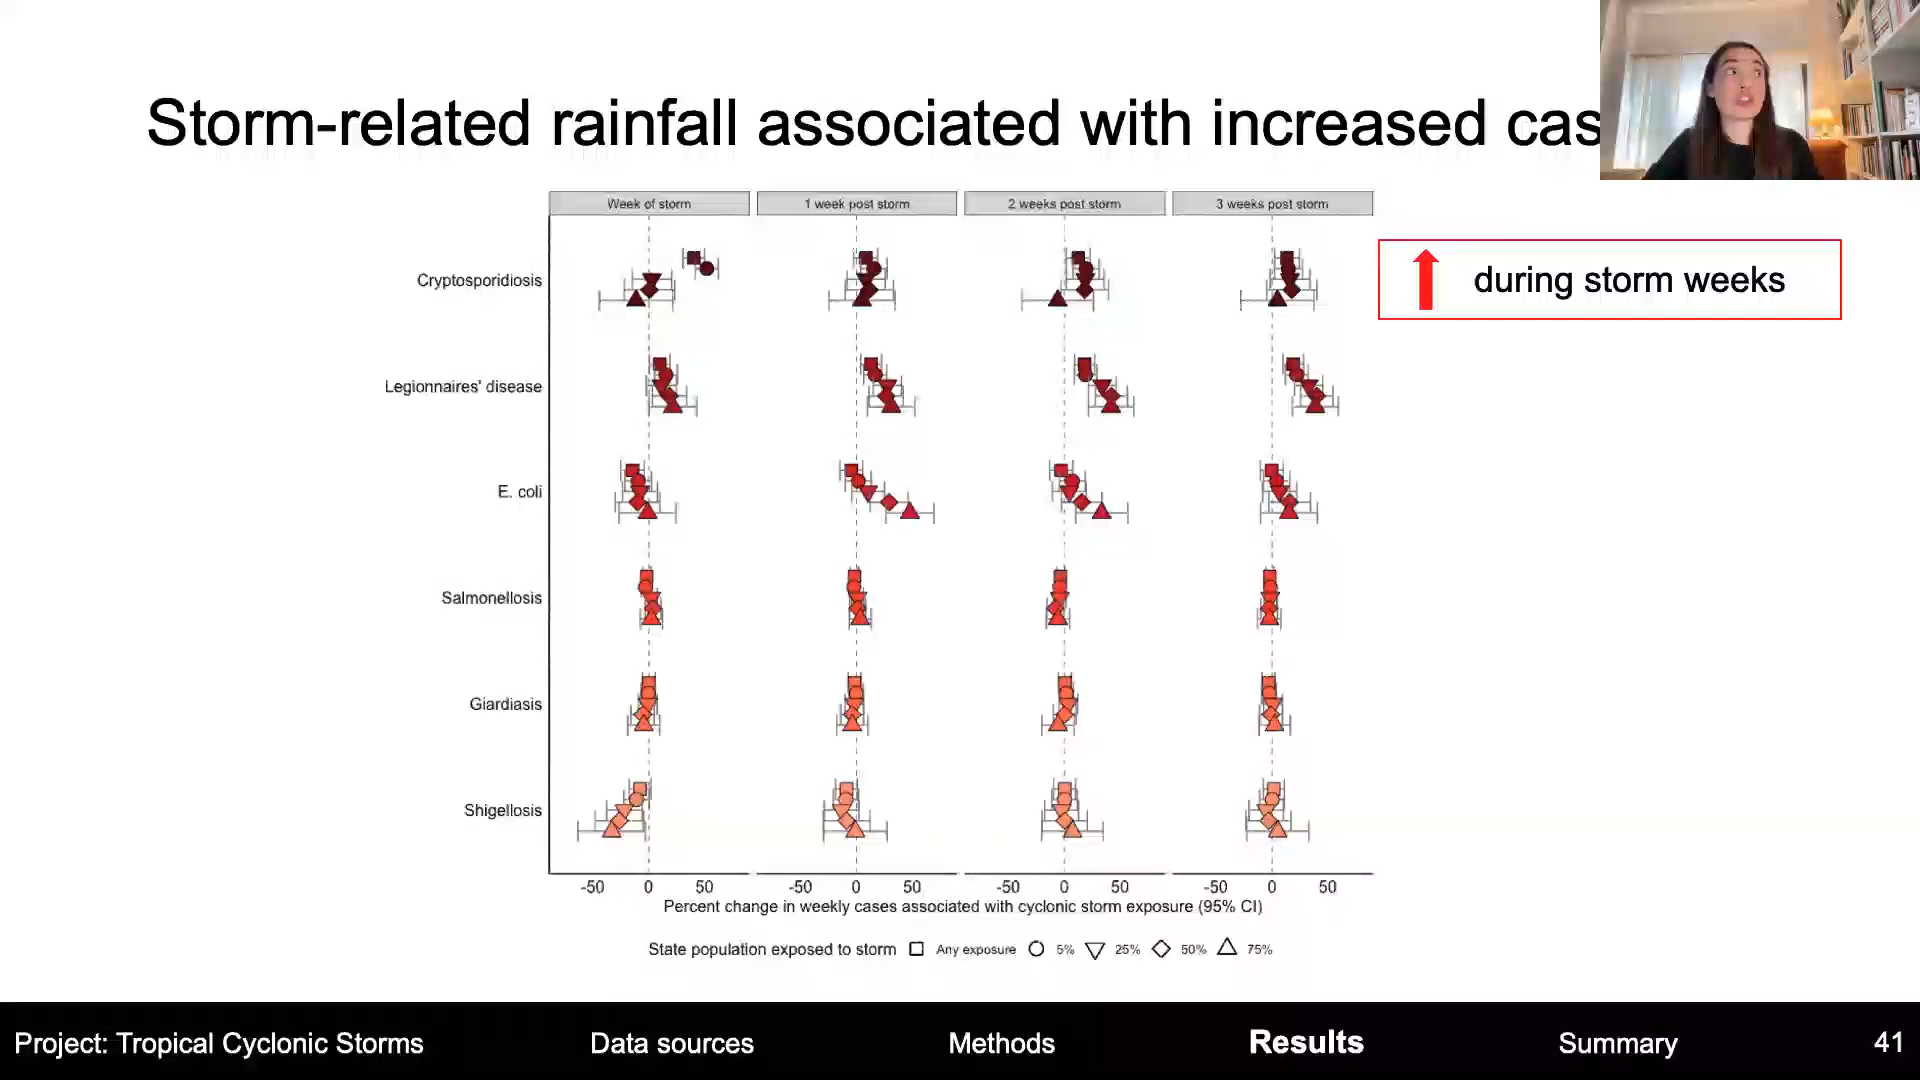 Storm-related rainfall associated with increased cas
Week of storm
1 week post storm
2 weeks post storm
3 weeks post storm
during storm weeks
Cryptosporidiosis
Legionnaires' disease
E. coli
Salmonellosis
Giardiasis
Shigellosis
-50 0 50 -50 0 50 -50 0 50 -50 0 50
Percent change in weekly cases associated with cyclonic storm exposure (95% CI)
State population exposed to storm Any exposure 5% 25% 50% 75%
Project: Tropical Cyclonic Storms Data sources Methods Results Summary 41